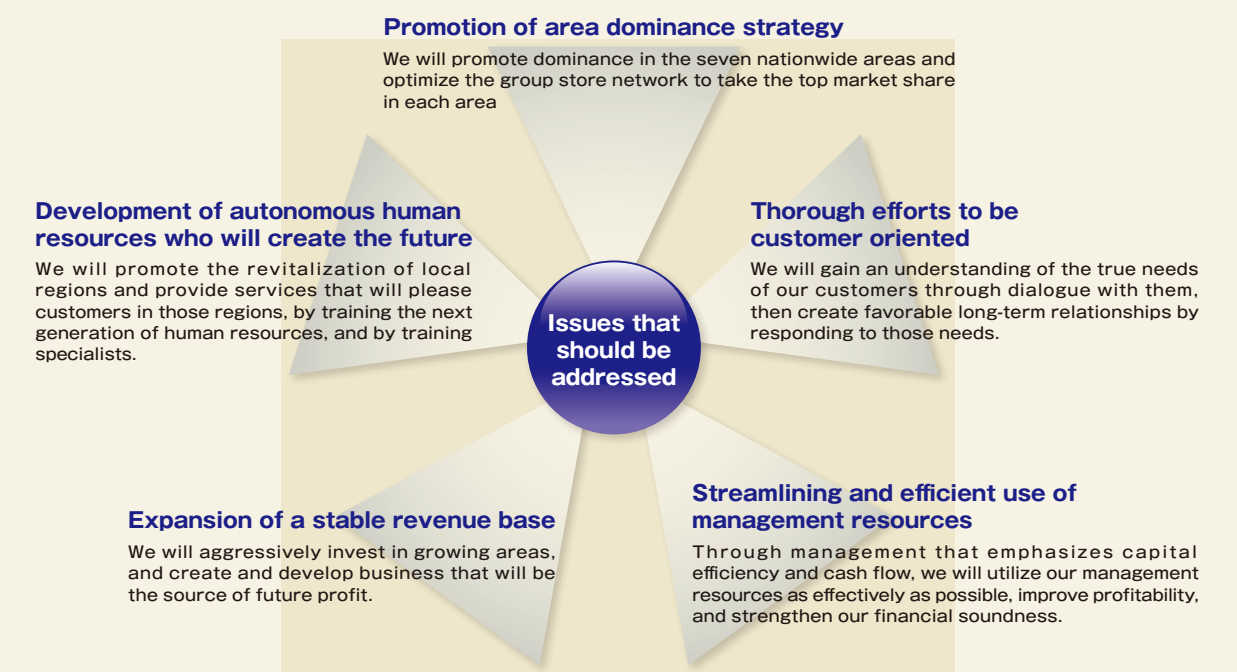 Promotion of area dominance strategy
We will promote dominance in the seven nationwide areas and
optimize the group store network to take the top market share
in each area
Development of autonomous human
resources who will create the future
We will promote the revitalization of local
regions and provide services that will please
customers in those regions, by training the next
generation of human resources, and by training
specialists.
Thorough efforts to be
customer oriented
We will gain an understanding of the true needs
of our customers through dialogue with them,
then create favorable long-term relationships by
responding to those needs.
Issues that
should be
addressed
Expansion of a stable revenue base
We will aggressively invest in growing areas,
and create and develop business that will be
the source of future profit.
Streamlining and efficient use of
management resources
Through management that emphasizes capital
efficiency and cash flow, we will utilize our management
resources as effectively as possible, improve profitability,
and strengthen our financial soundness.